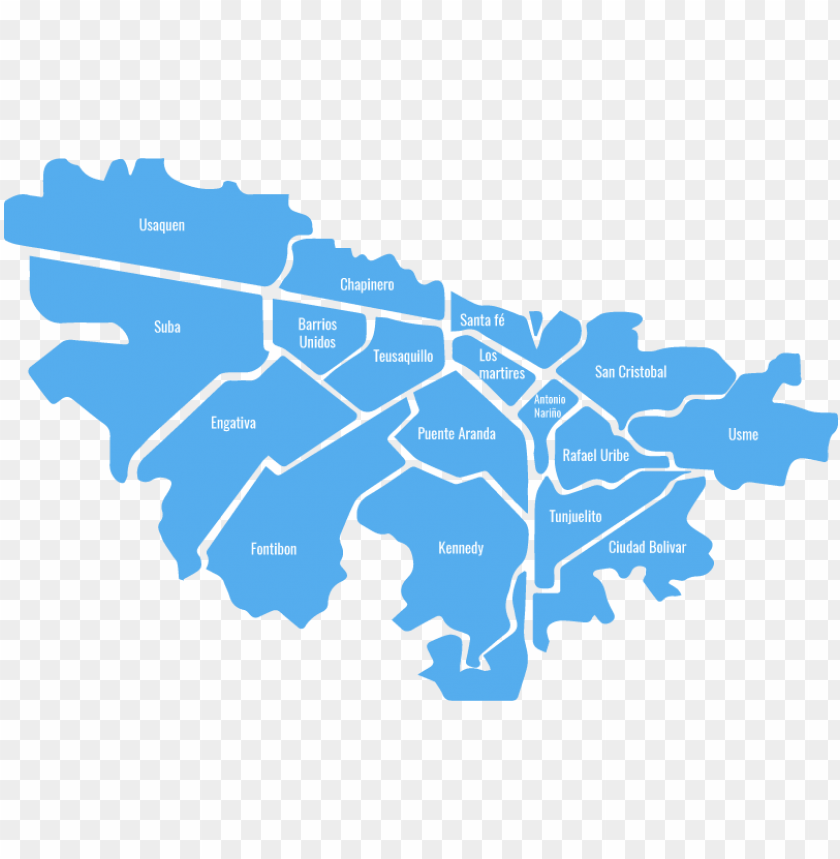 Usaquen
Chapinero
Suba
Barrios
Unidos
Teusaquillo
Santa fé
Los
martires
San Cristobal
Antonio
Nariño
Engativa
Puente Aranda
Rafael Uribe
Usme
Fontibon
Kennedy
Tunjuelito
Ciudad Bolivar